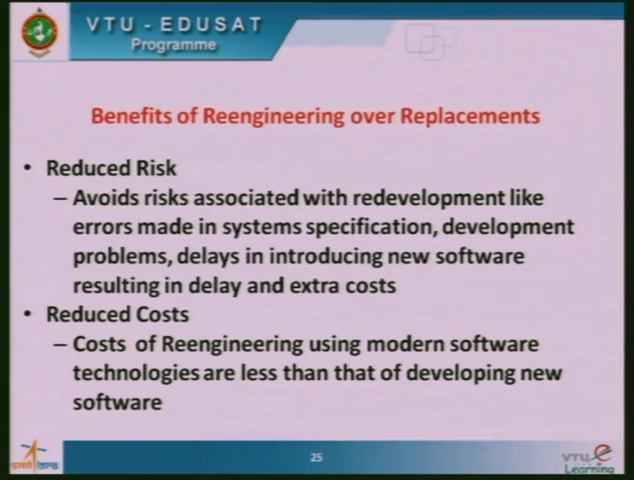 VTU - EDUSAT
Programme
Benefits of Reengineering over Replacements
• Reduced Risk
– Avoids risks associated with redevelopment like
errors made in systems specification, development
problems, delays in introducing new software
resulting in delay and extra costs
• Reduced Costs
– Costs of Reengineering using modern software
technologies are less than that of developing new
software
25
VTU e
Learning